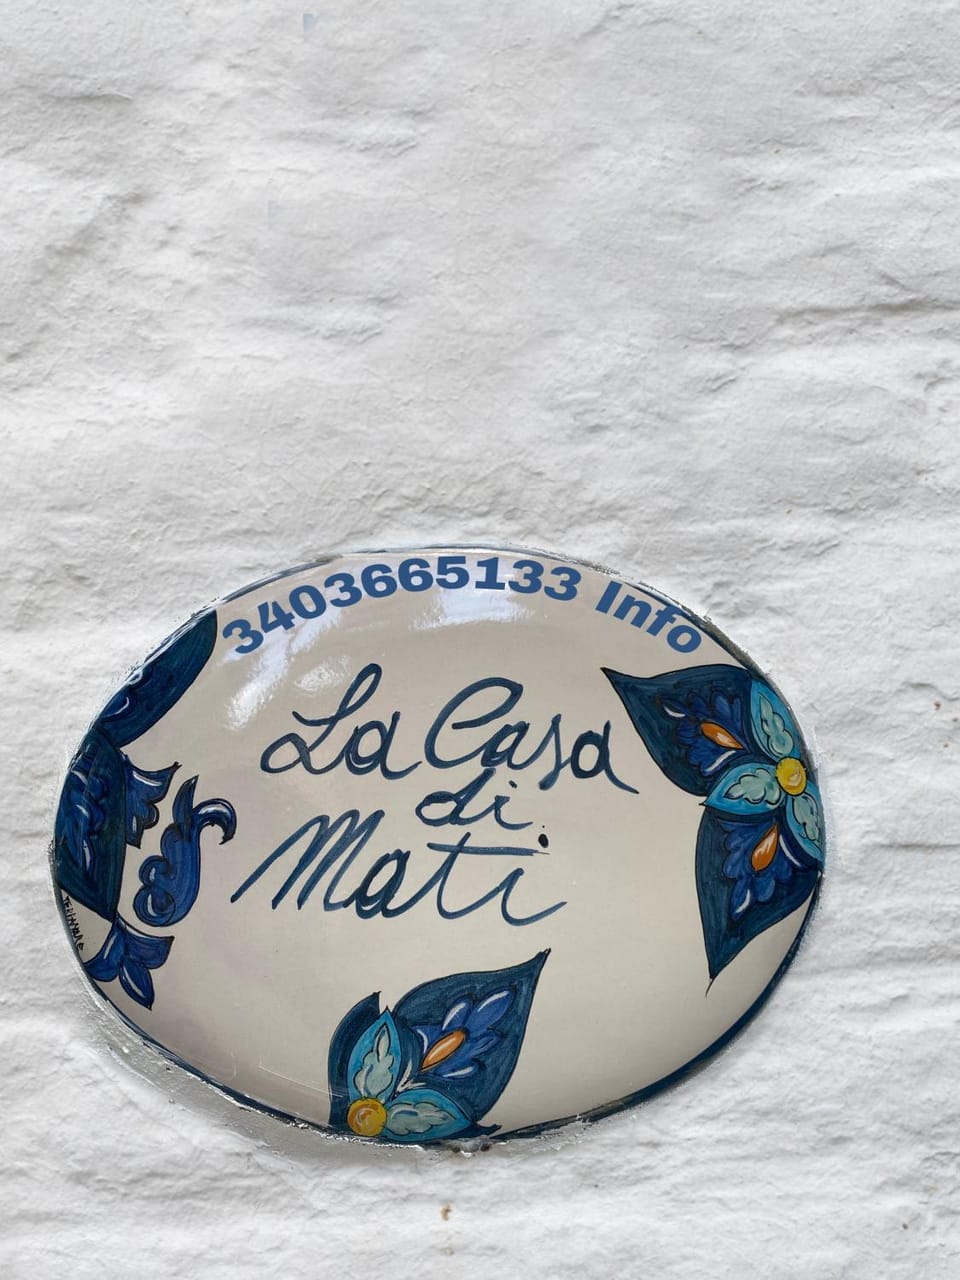 3403665133 Info
La Casa
di
Mati